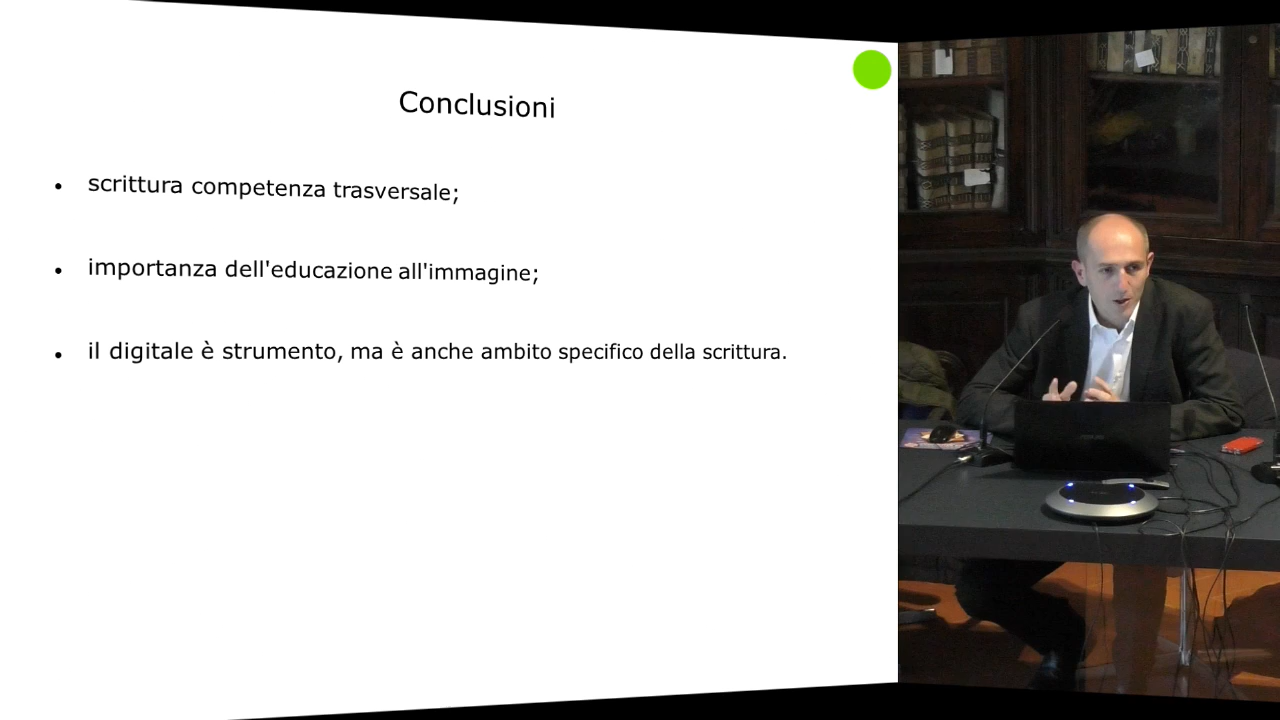 Conclusioni
• scrittura competenza trasversale;
• importanza dell'educazione all'immagine;
• il digitale è strumento, ma è anche ambito specifico della scrittura.